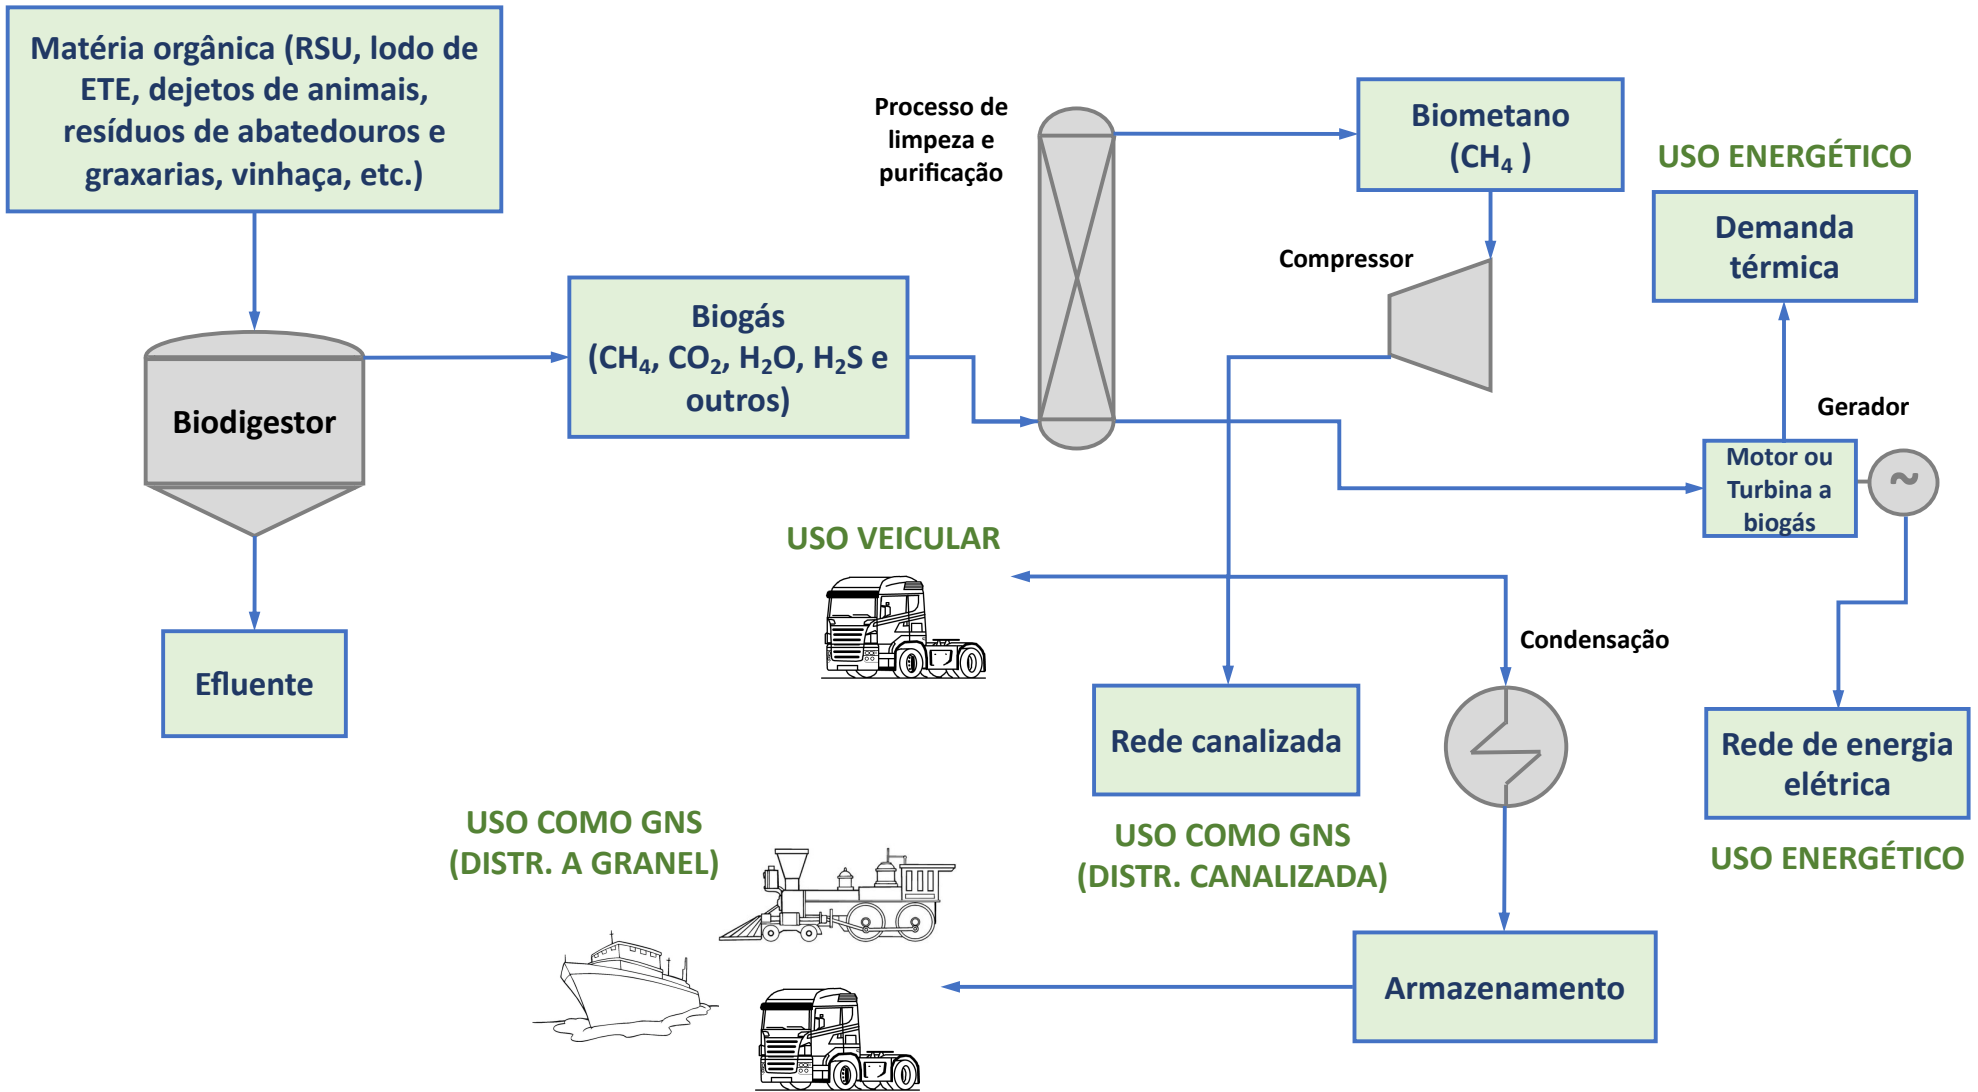 Matéria orgânica (RSU, lodo de
ETE, dejetos de animais,
resíduos de abatedouros e
graxarias, vinhaça, etc.)
Processo de
limpeza e
purificação
Biometano
(CH₄ )
USO ENERGÉTICO
Demanda
térmica
Compressor
Biogás
(CH₄, CO₂, H₂O, H₂S e
outros)
Biodigestor
Gerador
Motor ou
Turbina a
biogás
~
USO VEICULAR
Condensação
Efluente
Rede canalizada
Rede de energia
elétrica
USO COMO GNS
(DISTR. A GRANEL)
USO COMO GNS
(DISTR. CANALIZADA)
USO ENERGÉTICO
Armazenamento